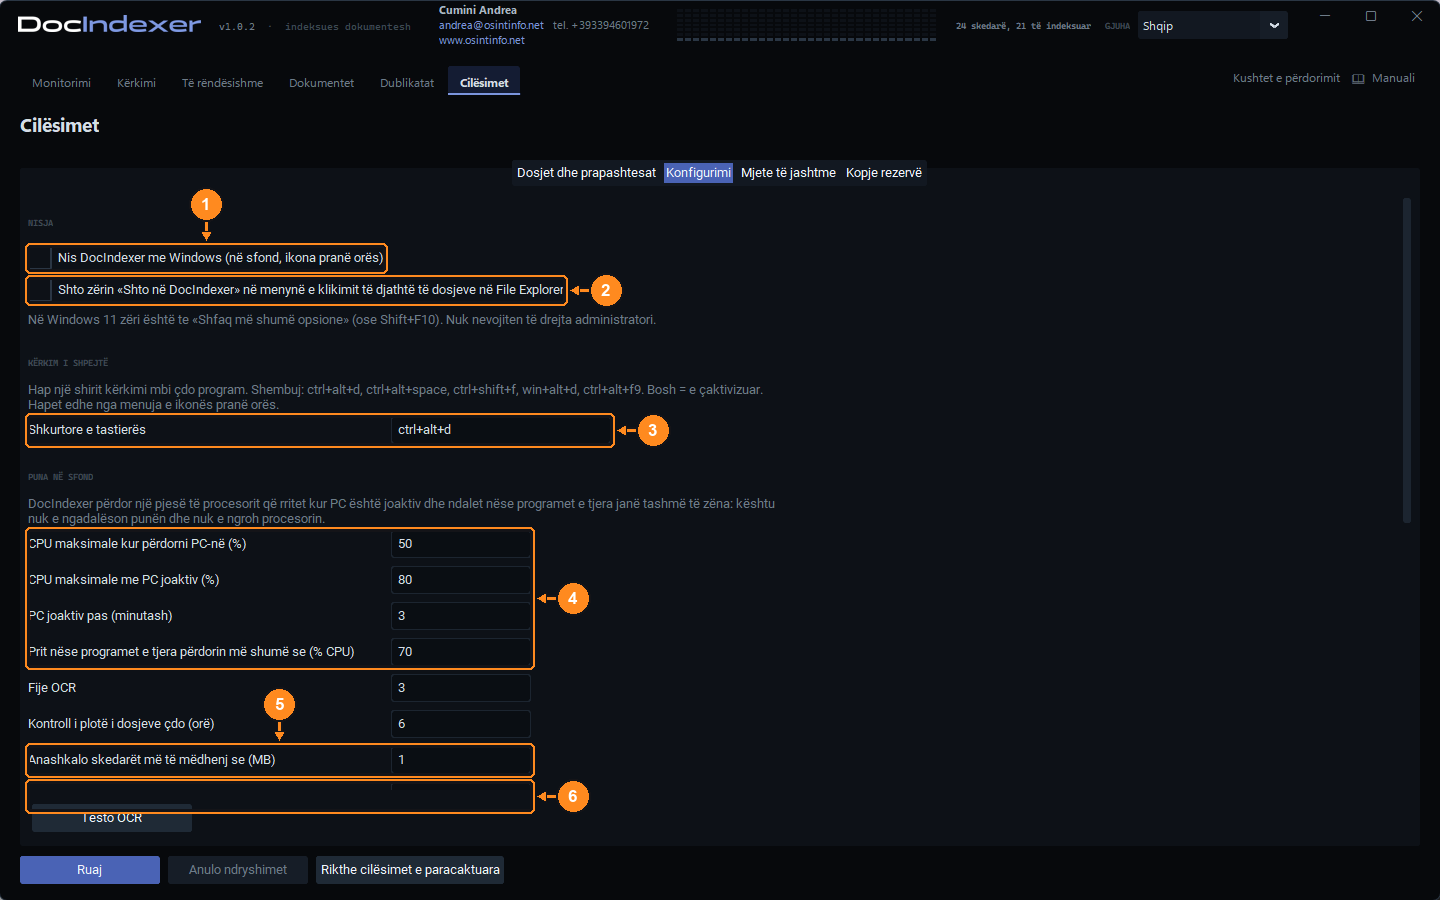 DocIndexer v1.0.2 · indeksues dokumentesh
Cumini Andrea
andrea@osintinfo.net tel. +393394601972
www.osintinfo.net
24 skedarë, 21 të indeksuar GJUHA Shqip
Monitorimi Kërkimi Të rëndësishme Dokumentet Dublikatat Cilësimet
Kushtet e përdorimit Manuali
Cilësimet
Dosjet dhe prapashtesat Konfigurimi Mjete të jashtme Kopje rezervë
1
NISJA
Nis DocIndexer me Windows (në sfond, ikona pranë orës)
Shto zërin «Shto në DocIndexer» në menynë e klikimit të djathtë të dosjeve në File Explorer
2
Në Windows 11 zëri është te «Shfaq më shumë opsione» (ose Shift+F10). Nuk nevojiten të drejta administratori.
KËRKIM I SHPEJTË
Hap një shirit kërkimi mbi çdo program. Shembuj: ctrl+alt+d, ctrl+alt+space, ctrl+shift+f, win+alt+d, ctrl+alt+f9. Bosh = e çaktivizuar.
Hapet edhe nga menuja e ikonës pranë orës.
Shkurtore e tastierës ctrl+alt+d
3
PUNA NË SFOND
DocIndexer përdor një pjesë të procesorit që rritet kur PC është joaktiv dhe ndalet nëse programet e tjera janë tashmë të zëna: kështu
nuk e ngadalëson punën dhe nuk e ngroh procesorin.
CPU maksimale kur përdorni PC-në (%) 50
CPU maksimale me PC joaktiv (%) 80
4
PC joaktiv pas (minutash) 3
Prit nëse programet e tjera përdorin më shumë se (% CPU) 70
Fije OCR 3
5
Kontroll i plotë i dosjeve çdo (orë) 6
Anashkalo skedarët më të mëdhenj se (MB) 1
6
Testo OCR
Ruaj Anulo ndryshimet Rikthe cilësimet e paracaktuara